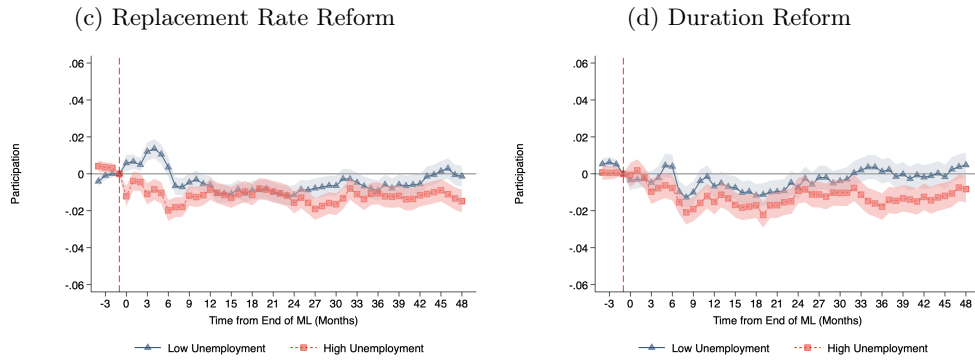 (c) Replacement Rate Reform
Participation
.06
.04
.02
0
-.02
-.04
-.06
-3 0 3 6 9 12 15 18 21 24 27 30 33 36 39 42 45 48
Time from End of ML (Months)
Low Unemployment High Unemployment
(d) Duration Reform
Participation
.06
.04
.02
0
-.02
-.04
-.06
-3 0 3 6 9 12 15 18 21 24 27 30 33 36 39 42 45 48
Time from End of ML (Months)
Low Unemployment High Unemployment